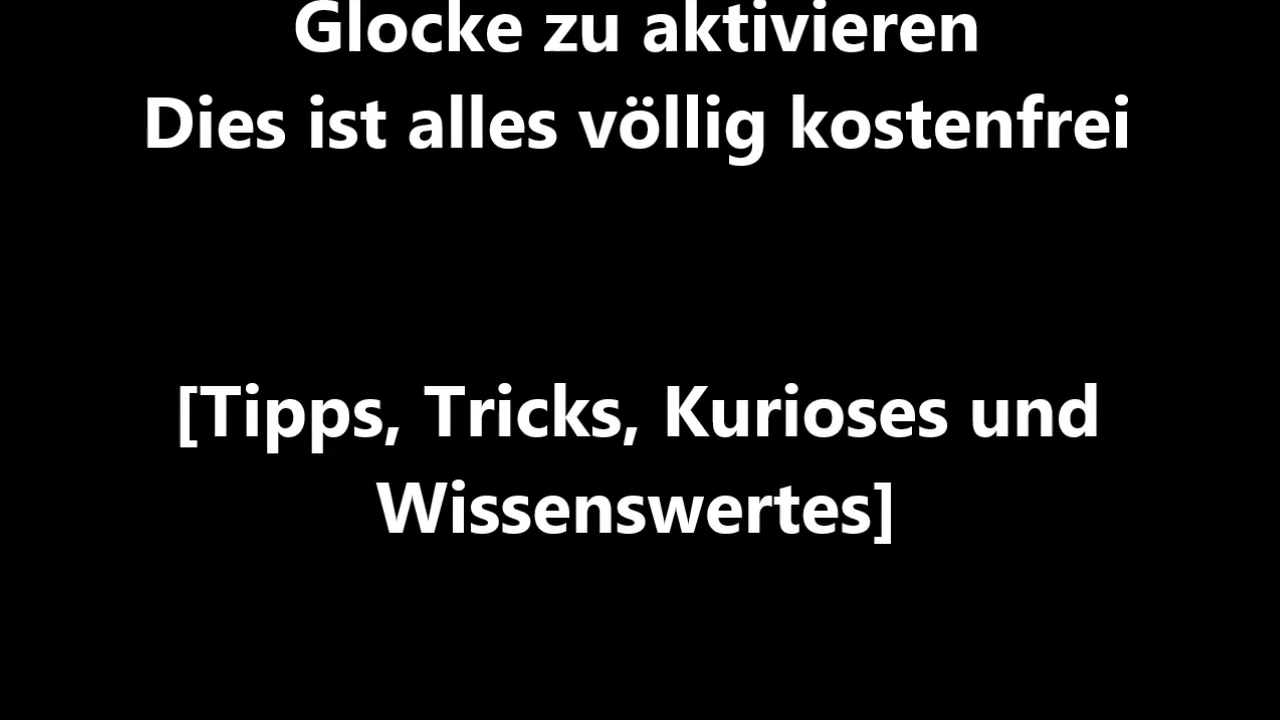 Glocke zu aktivieren
Dies ist alles völlig kostenfrei
[Tipps, Tricks, Kurioses und
Wissenswertes]